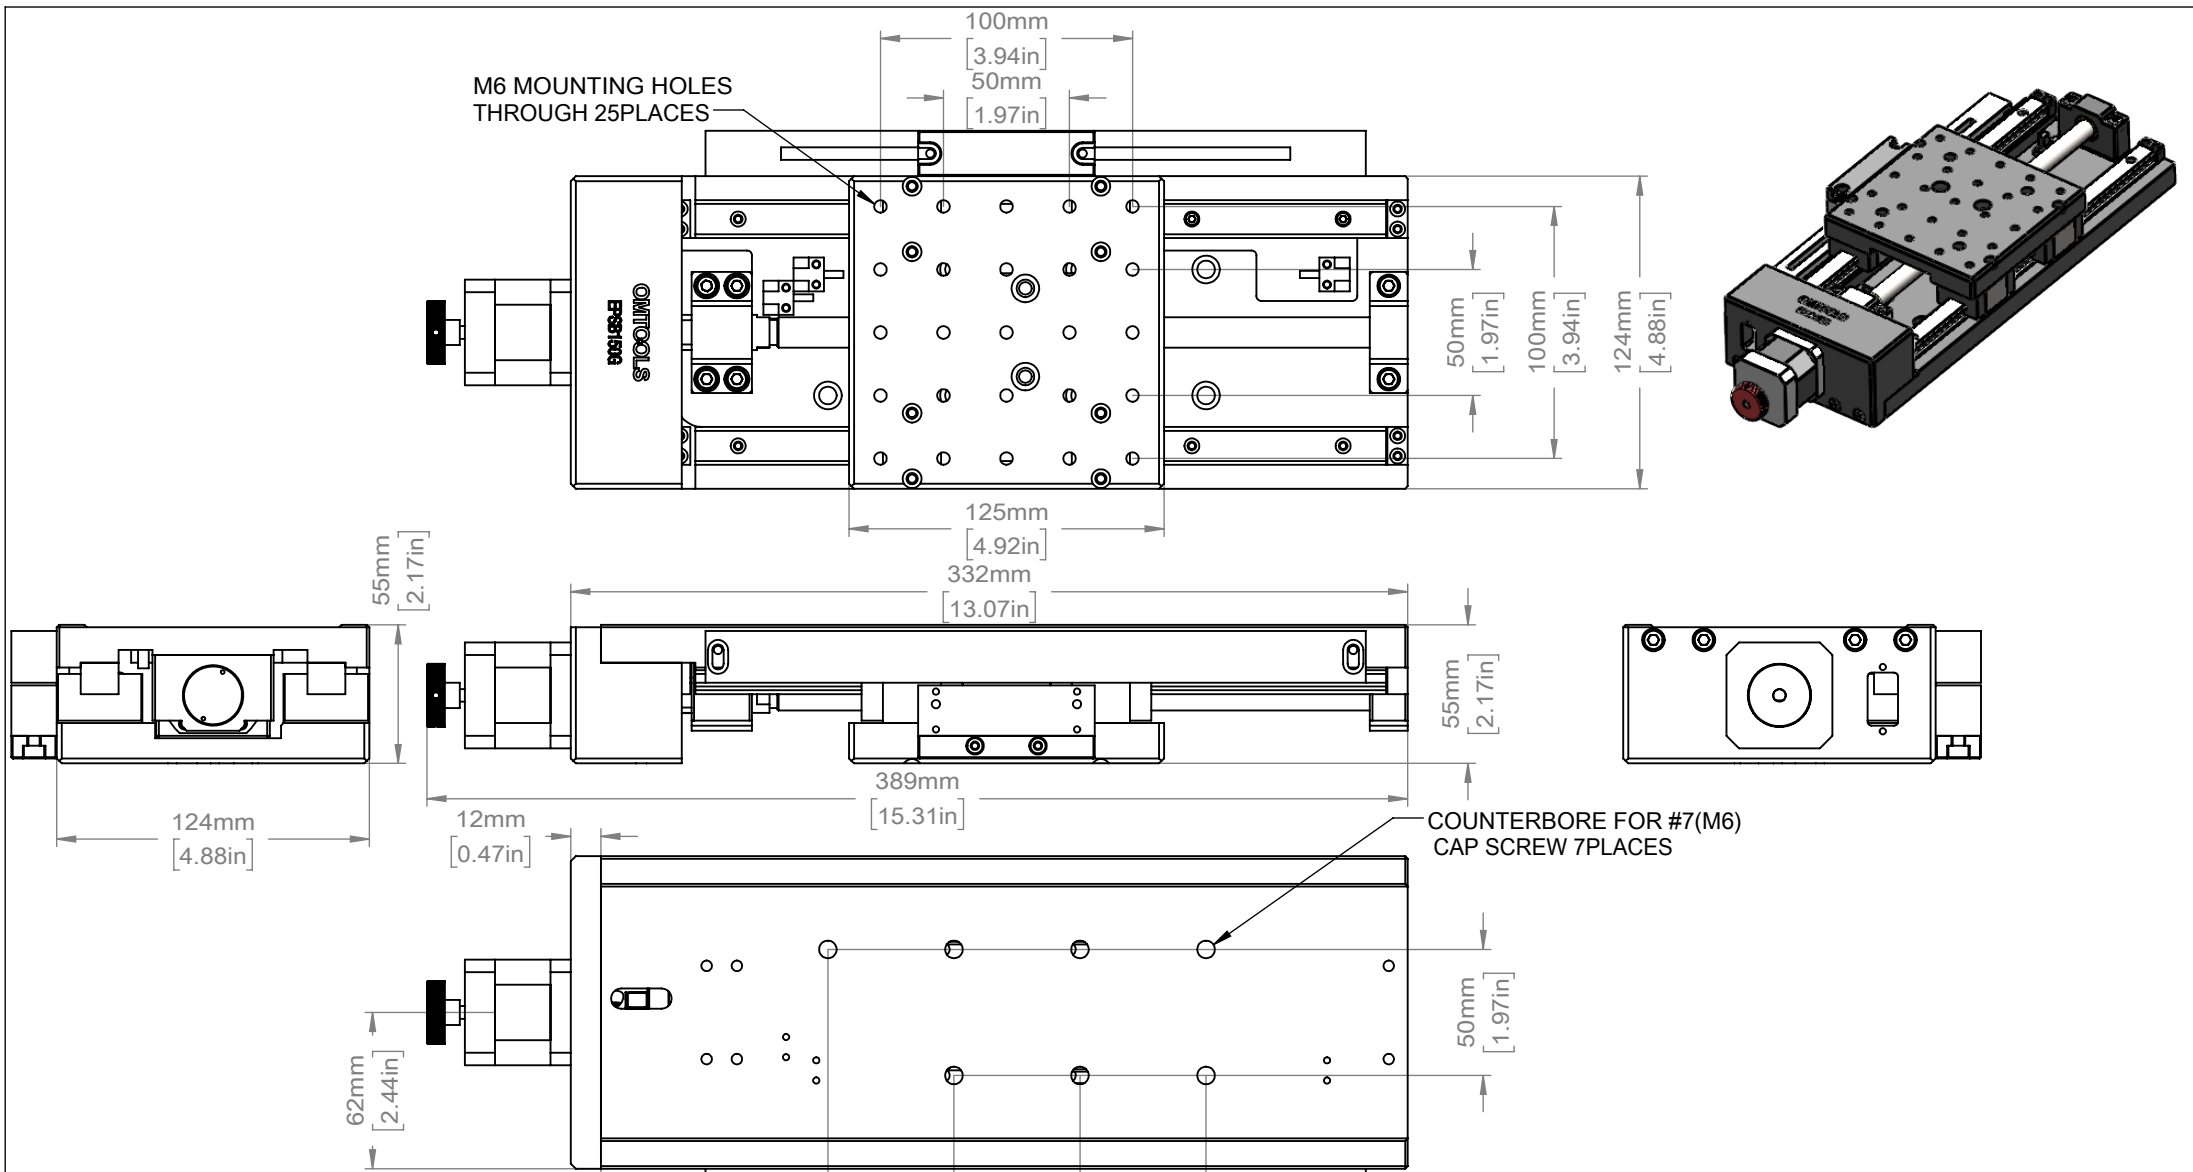 100mm
[3.94in]
50mm
[1.97in]
M6 MOUNTING HOLES
THROUGH 25PLACES
OMTOOLS
EPSB150G
50mm
[1.97in]
100mm
[3.94in]
124mm
[4.88in]
125mm
[4.92in]
332mm
[13.07in]
55mm
[2.17in]
55mm
[2.17in]
389mm
[15.31in]
124mm
[4.88in]
12mm
[0.47in]
COUNTERBORE FOR #7(M6)
CAP SCREW 7PLACES
50mm
[1.97in]
62mm
[2.44in]